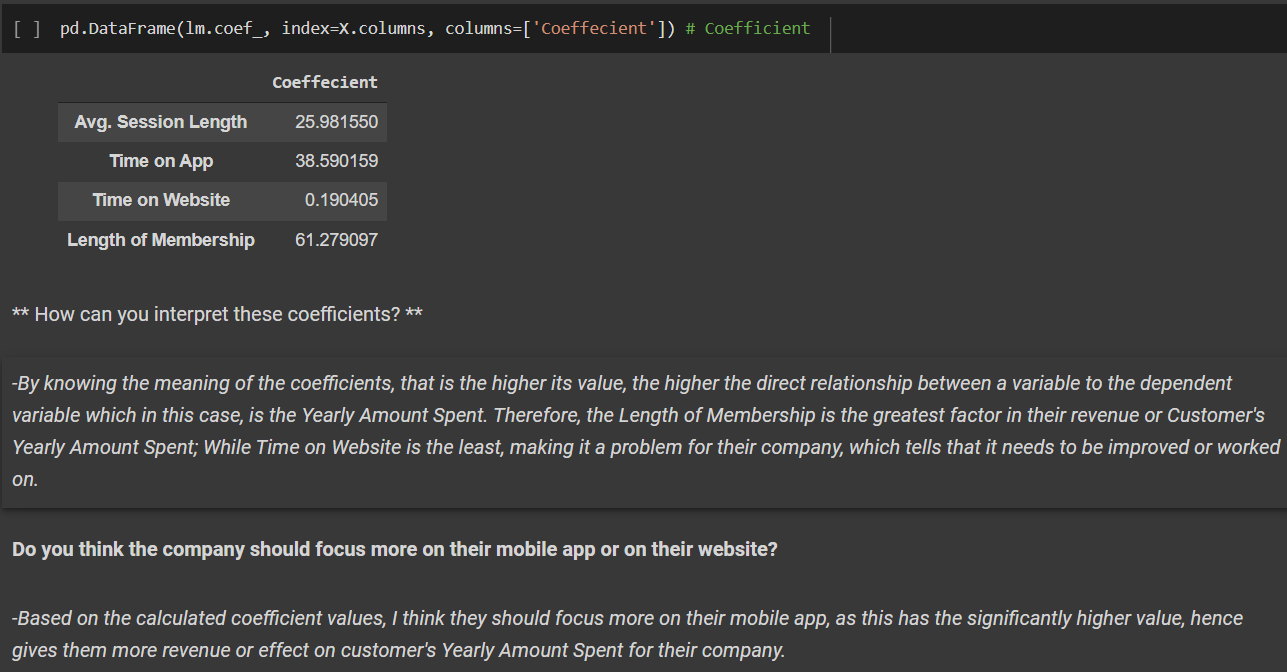 [ ] pd.DataFrame(lm.coef_, index=X.columns, columns=['Coeffecient']) # Coefficient
Coeffecient
Avg. Session Length 25.981550
Time on App 38.590159
Time on Website 0.190405
Length of Membership 61.279097
** How can you interpret these coefficients? **
-By knowing the meaning of the coefficients, that is the higher its value, the higher the direct relationship between a variable to the dependent
variable which in this case, is the Yearly Amount Spent. Therefore, the Length of Membership is the greatest factor in their revenue or Customer's
Yearly Amount Spent; While Time on Website is the least, making it a problem for their company, which tells that it needs to be improved or worked
on.
Do you think the company should focus more on their mobile app or on their website?
-Based on the calculated coefficient values, I think they should focus more on their mobile app, as this has the significantly higher value, hence
gives them more revenue or effect on customer's Yearly Amount Spent for their company.